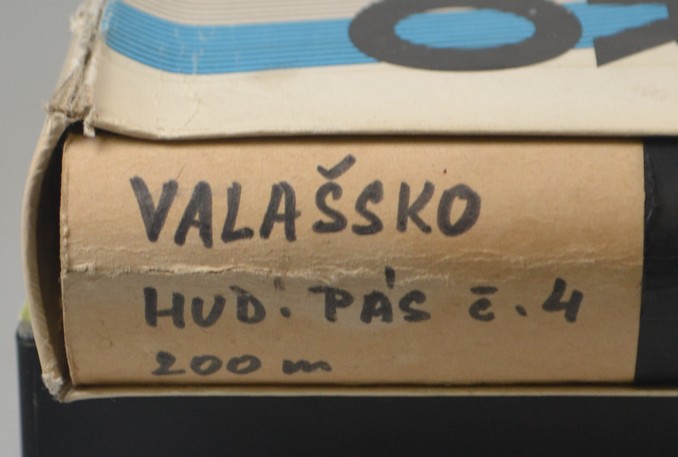 VALAŠSKO
HUD. PÁS č. 4
200 m